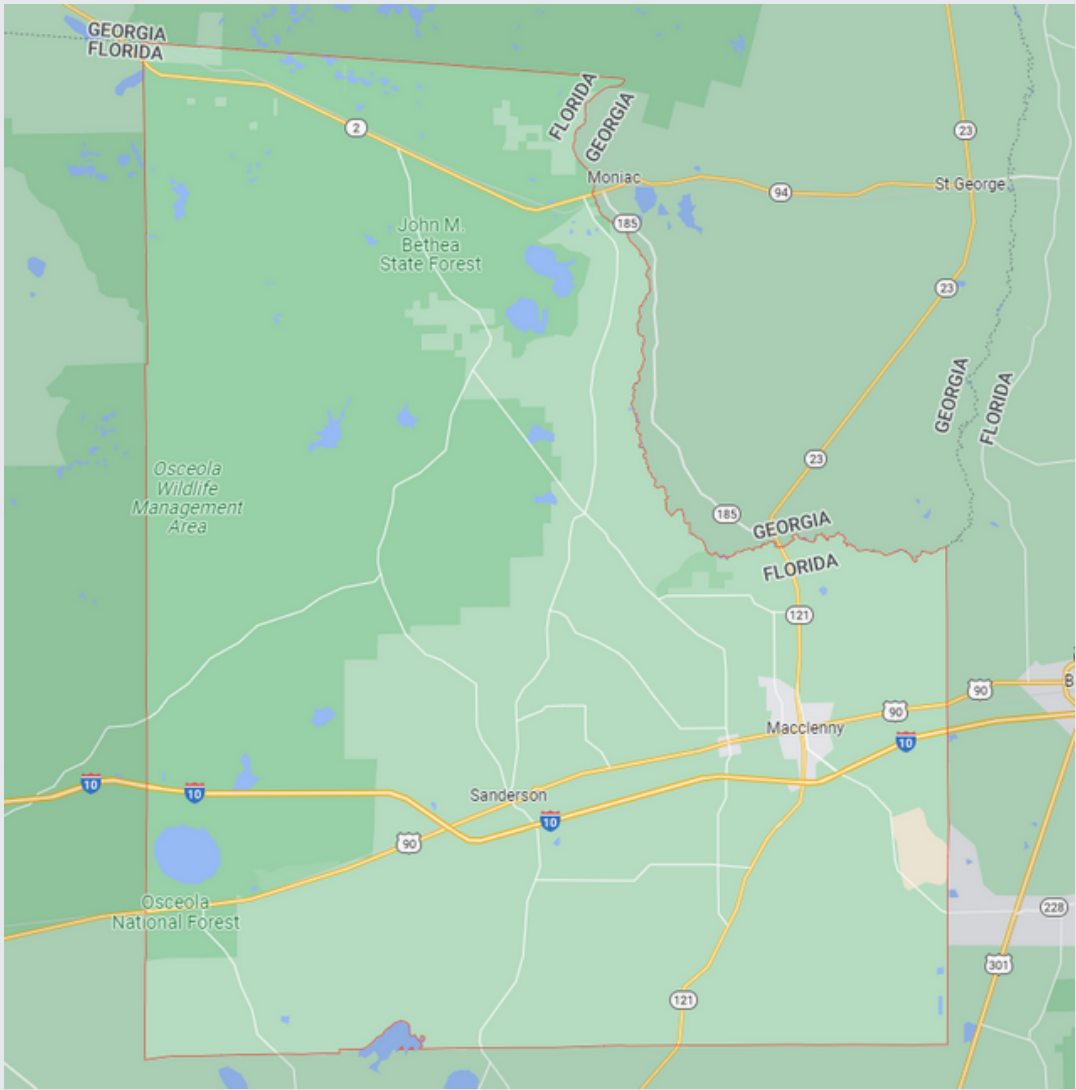 GEORGIA
FLORIDA
FLORIDA
GEORGIA
2
Moniac
23
94
St George
185
John M.
Bethea
State Forest
23
GEORGIA
FLORIDA
Osceola
Wildlife
Management
Area
23
185
GEORGIA
FLORIDA
121
90
B
90
Macclenny
10
10
10
Sanderson
10
90
Osceola
National Forest
228
301
121